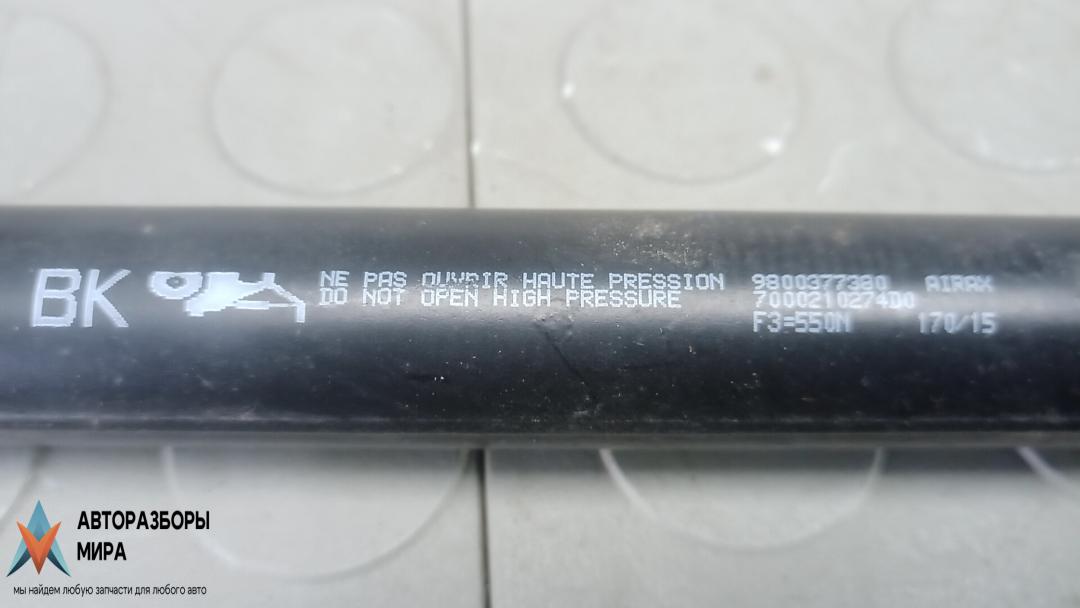 BK
NE PAS OUVRIR HAUTE PRESSION
DO NOT OPEN HIGH PRESSURE
9800377380 AIRAX
7000210274D0
F3=550N 170/15
АВТОРАЗБОРЫ
МИРА
мы найдем любую запчасти для любого авто